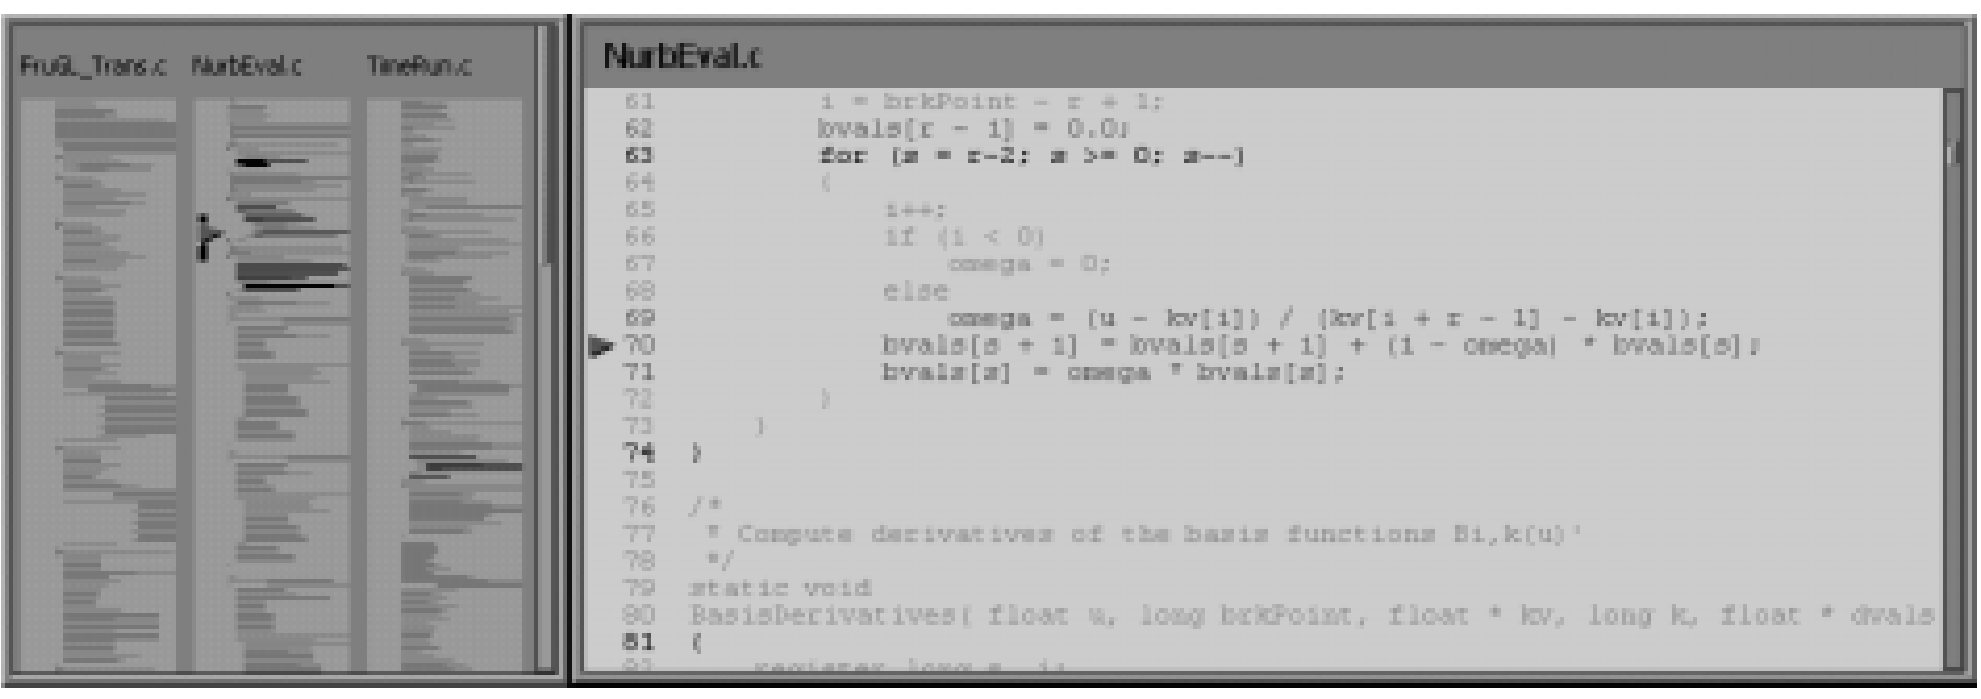 FruGL_Trans.c NurbEval.c TimeRun.c
NurbEval.c
61 i = brkPoint - r + 1;
62 bvals[r - 1] = 0.0;
63 for (s = r-2; s >= 0; s--)
64 {
65 i++;
66 if (i < 0)
67 omega = 0;
68 else
69 omega = (u - kv[i]) / (kv[i + r - 1] - kv[i]);
70 bvals[s + 1] = bvals[s + 1] + (1 - omega) * bvals[s];
71 bvals[s] = omega * bvals[s];
72 }
73 }
74 }
75
76 /*
77 * Compute derivatives of the basis functions Bi,k(u)'
78 */
79 static void
80 BasisDerivatives( float u, long brkPoint, float * kv, long k, float * dvals
81 {
82 register long s, i;